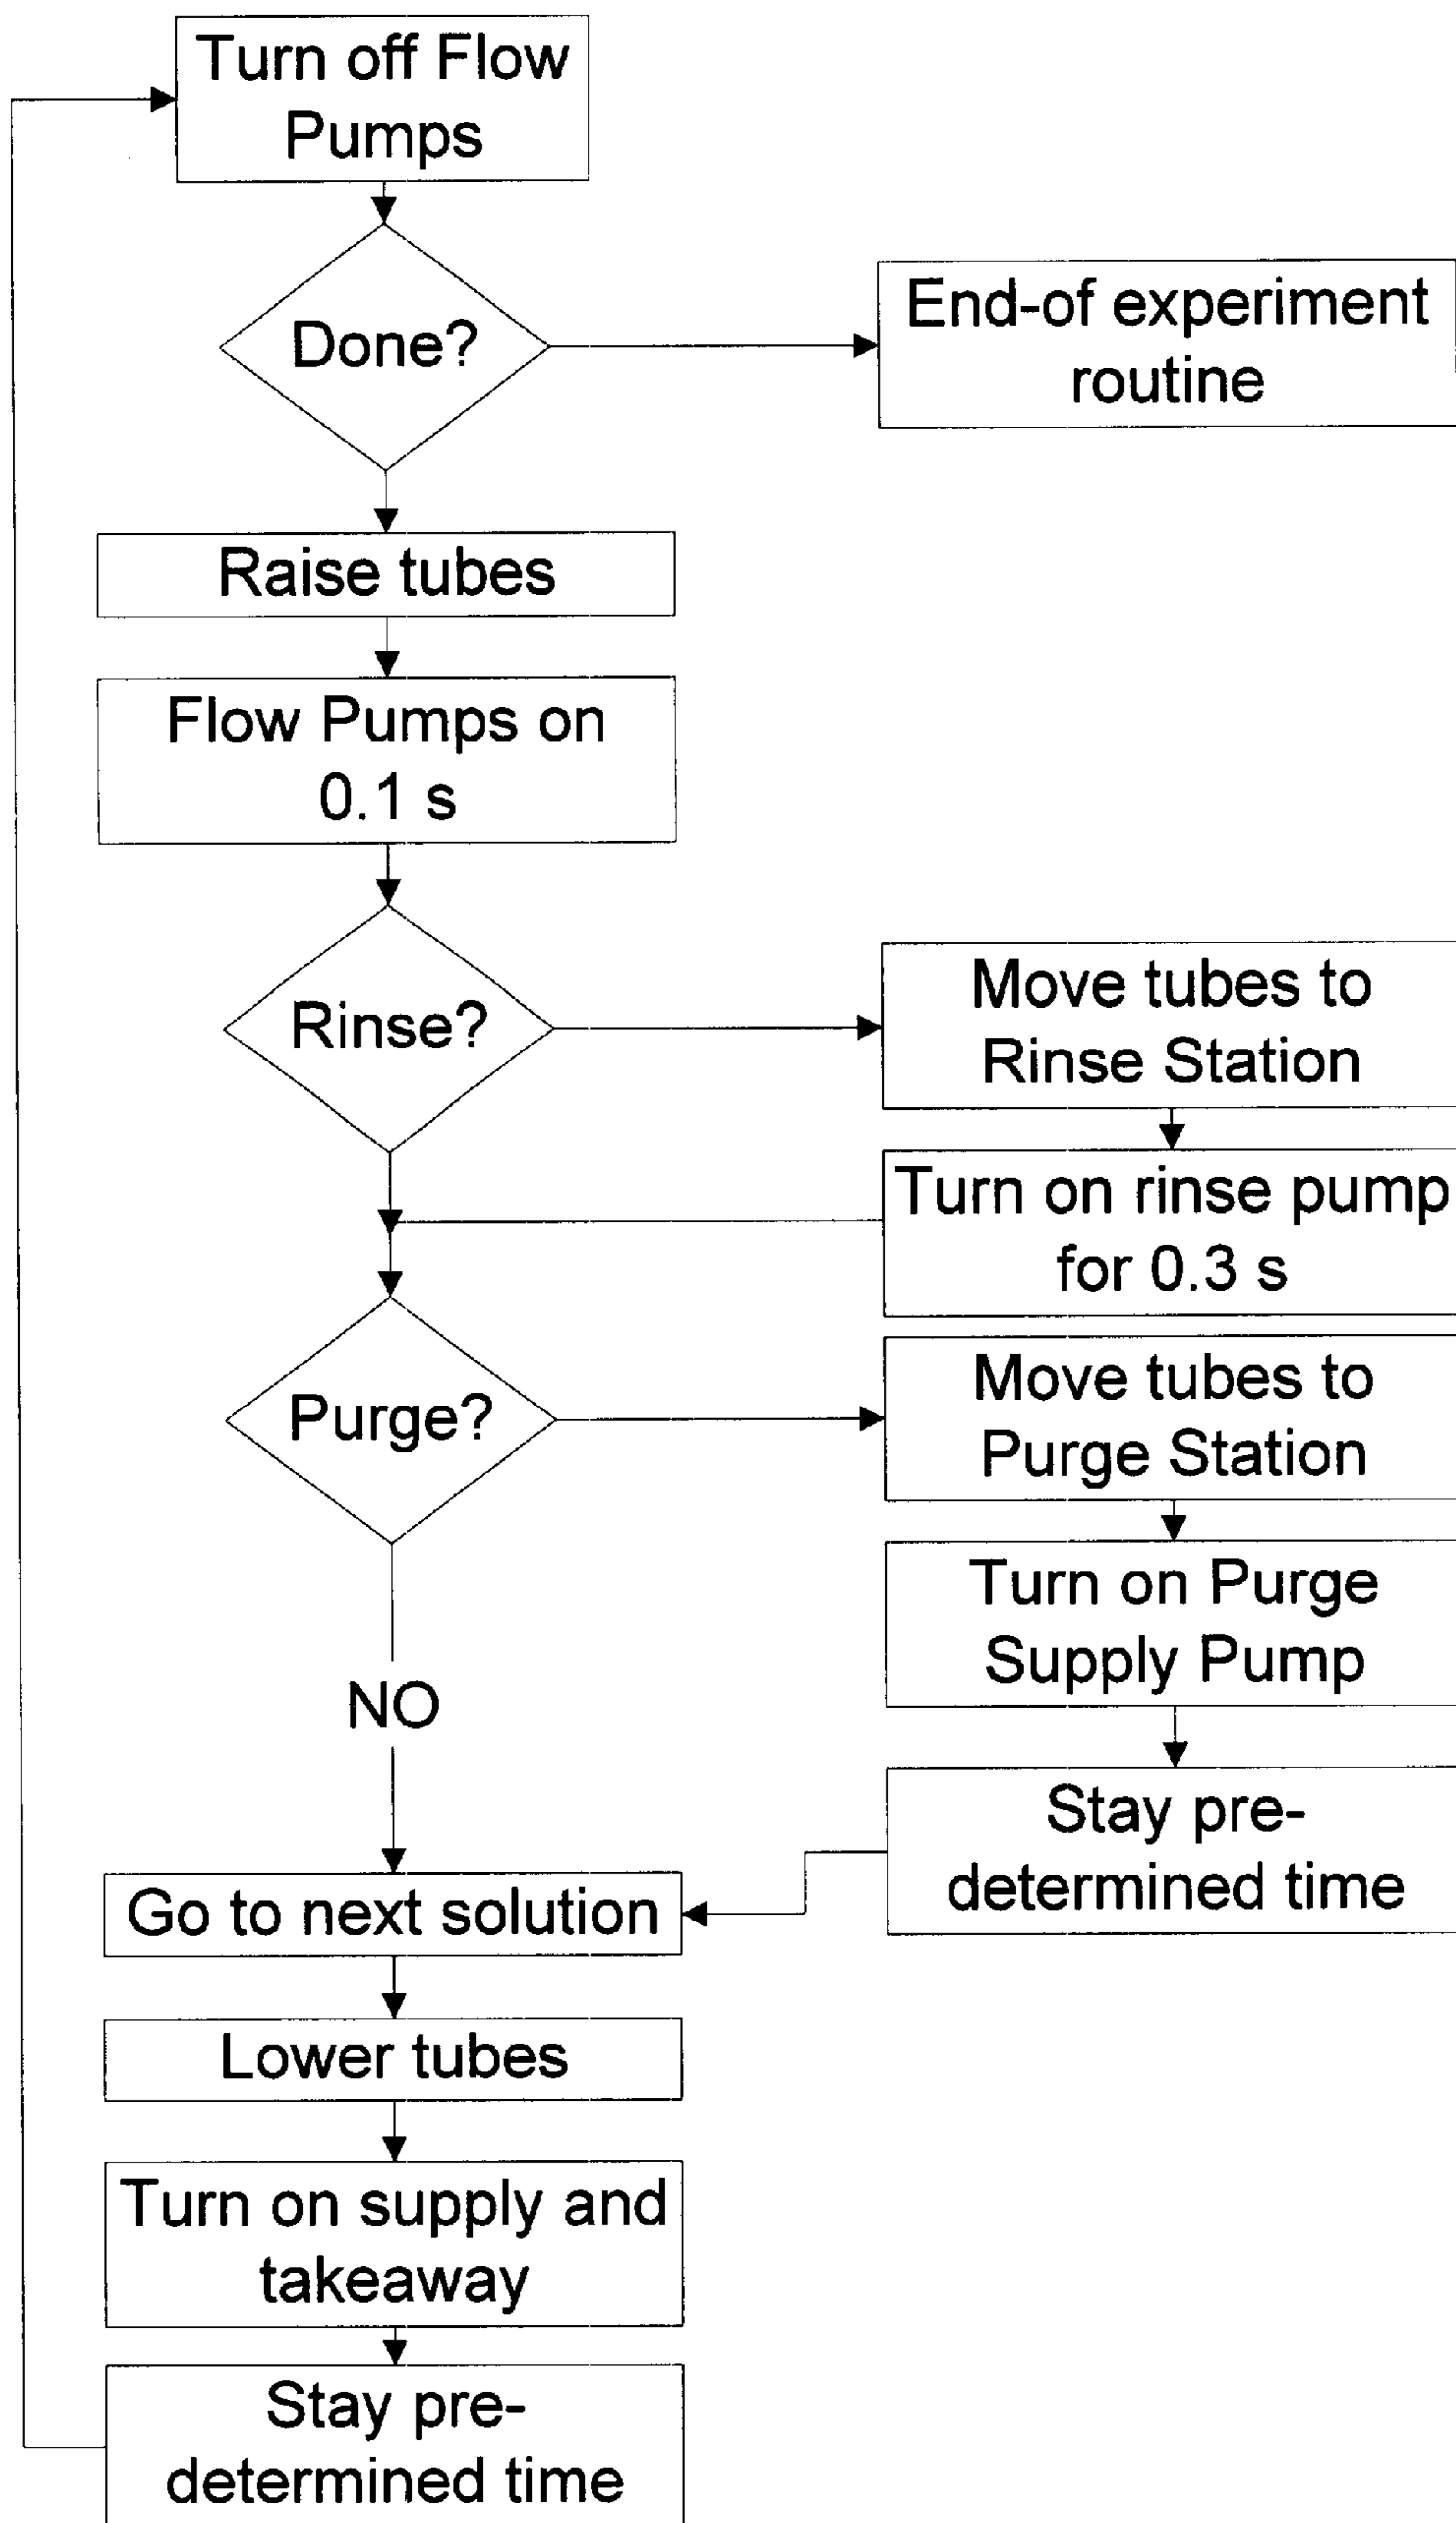 Turn off Flow
Pumps
Done?
End-of experiment
routine
Raise tubes
Flow Pumps on
0.1 s
Rinse?
Move tubes to
Rinse Station
Turn on rinse pump
for 0.3 s
Purge?
Move tubes to
Purge Station
Turn on Purge
Supply Pump
NO
Stay pre-
determined time
Go to next solution
Lower tubes
Turn on supply and
takeaway
Stay pre-
determined time